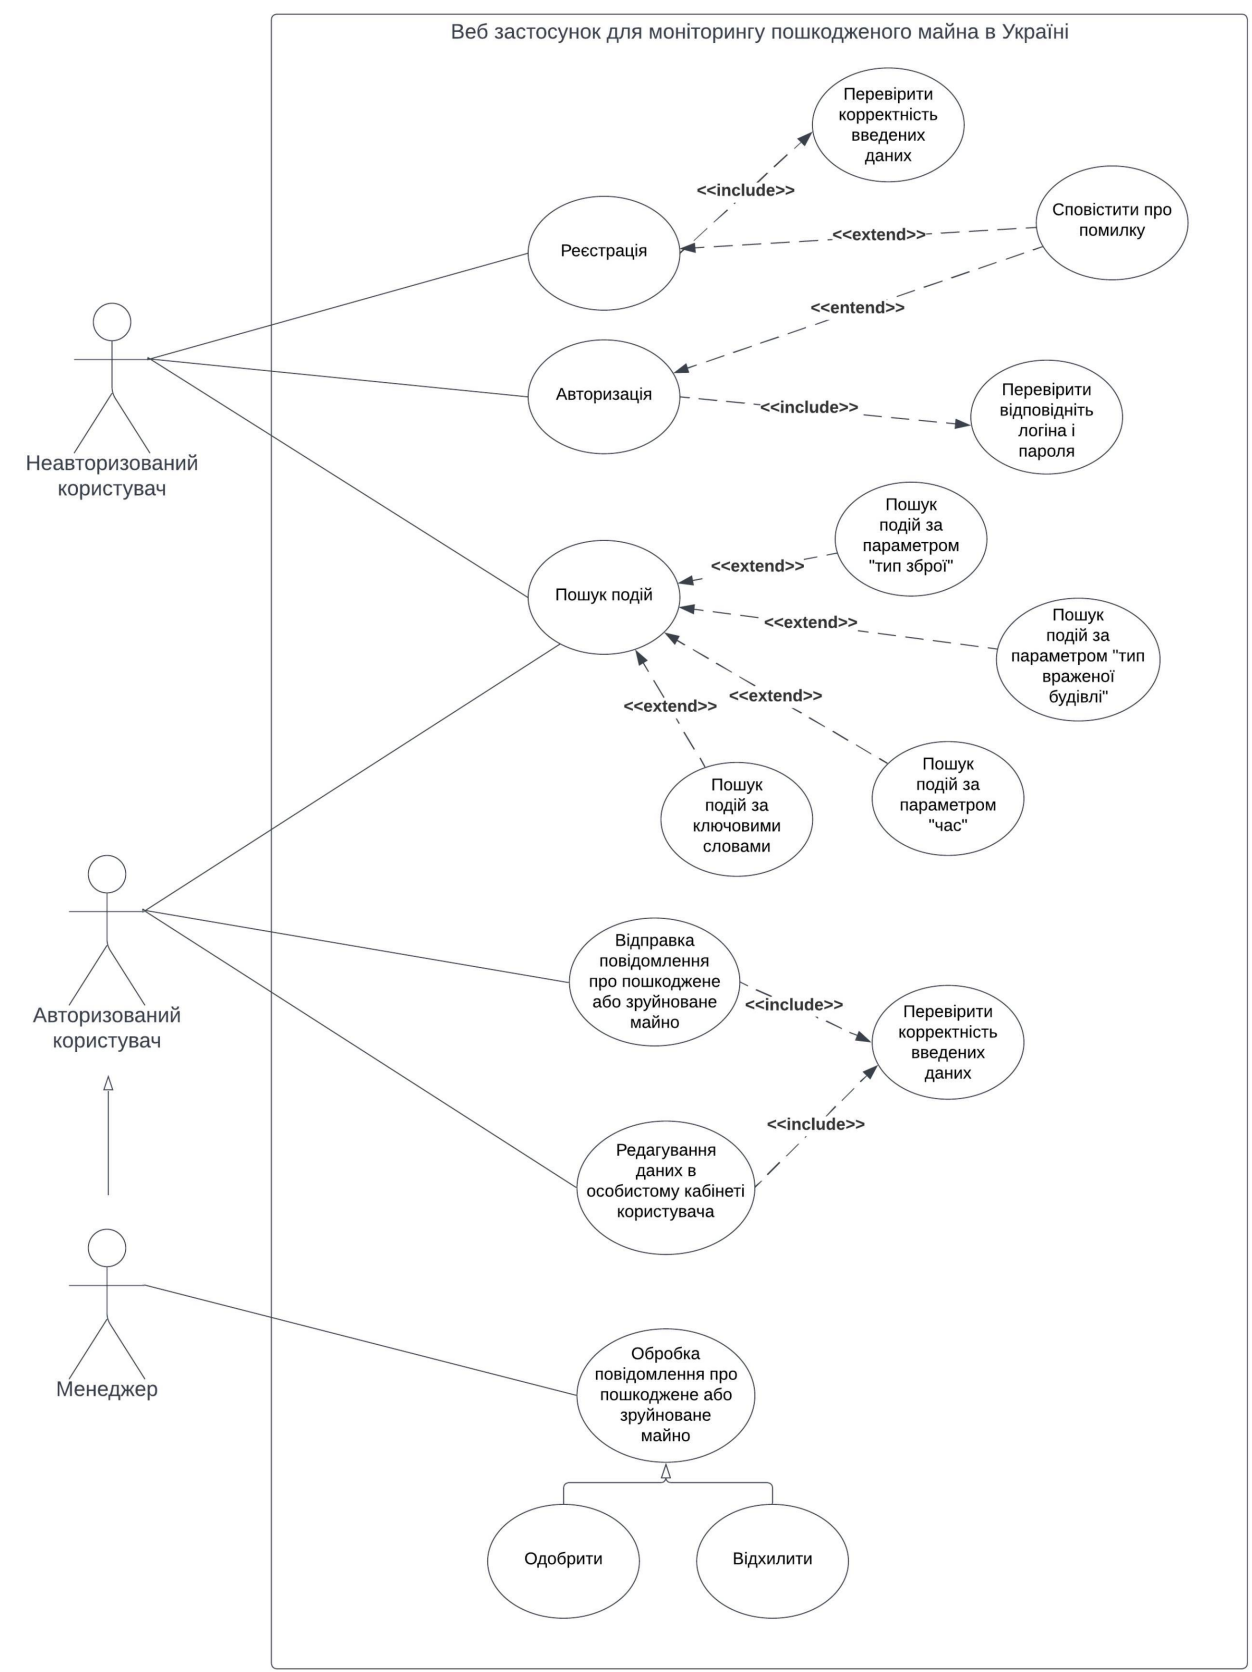 Веб застосунок для моніторингу пошкодженого майна в Україні
Перевірити
корректність
введених
даних
<<include>>
Сповістити про
помилку
<<extend>>
Реєстрація
<<entend>>
Авторизація
<<include>>
Перевірити
відповідніть
логіна і
пароля
Неавторизований
користувач
Пошук
подій за
параметром
"тип зброї"
<<extend>>
Пошук подій
<<extend>>
Пошук
подій за
параметром "тип
враженої
будівлі"
<<extend>>
<<extend>>
Пошук
подій за
параметром
"час"
Пошук
подій за
ключовими
словами
Авторизований
користувач
Відправка
повідомлення
про пошкоджене
або зруйноване
майно
<<include>>
Перевірити
корректність
введених
даних
<<include>>
Редагування
даних в
особистому кабінеті
користувача
Менеджер
Обробка
повідомлення про
пошкоджене або
зруйноване
майно
Одобрити
Відхилити